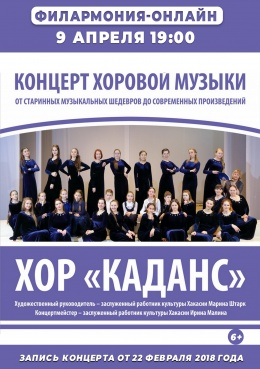 ФИЛАРМОНИЯ-ОНЛАЙН
9 АПРЕЛЯ 19:00
КОНЦЕРТ ХОРОВОИ МУЗЫКИ
ОТ СТАРИННЫХ МУЗЫКАЛЬНЫХ ШЕДЕВРОВ ДО СОВРЕМЕННЫХ ПРОИЗВЕДЕНИЙ
ХОР «КАДАНС»
Художественный руководитель – заслуженный работник культуры Хакасии Марина Штарк
Концертмейстер – заслуженный работник культуры Хакасии Ирина Малина
6+
ЗАПИСЬ КОНЦЕРТА ОТ 22 ФЕВРАЛЯ 2018 ГОДА